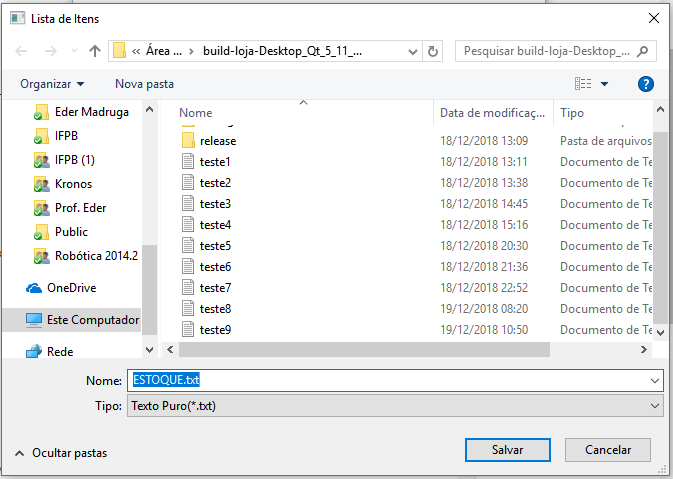 Lista de Itens
Área ... build-loja-Desktop_Qt_5_11_...
Pesquisar build-loja-Desktop_...
Organizar Nova pasta
Nome Data de modificaç... Tipo
Eder Madruga
IFPB
IFPB (1)
Kronos
Prof. Eder
Public
Robótica 2014.2
OneDrive
Este Computador
Rede
release 18/12/2018 13:09 Pasta de arquivos
teste1 18/12/2018 13:11 Documento de Te
teste2 18/12/2018 13:38 Documento de Te
teste3 18/12/2018 14:45 Documento de Te
teste4 18/12/2018 15:16 Documento de Te
teste5 18/12/2018 20:30 Documento de Te
teste6 18/12/2018 21:36 Documento de Te
teste7 18/12/2018 22:52 Documento de Te
teste8 19/12/2018 08:20 Documento de Te
teste9 19/12/2018 10:50 Documento de Te
Nome: ESTOQUE.txt
Tipo: Texto Puro(*.txt)
Ocultar pastas
Salvar
Cancelar